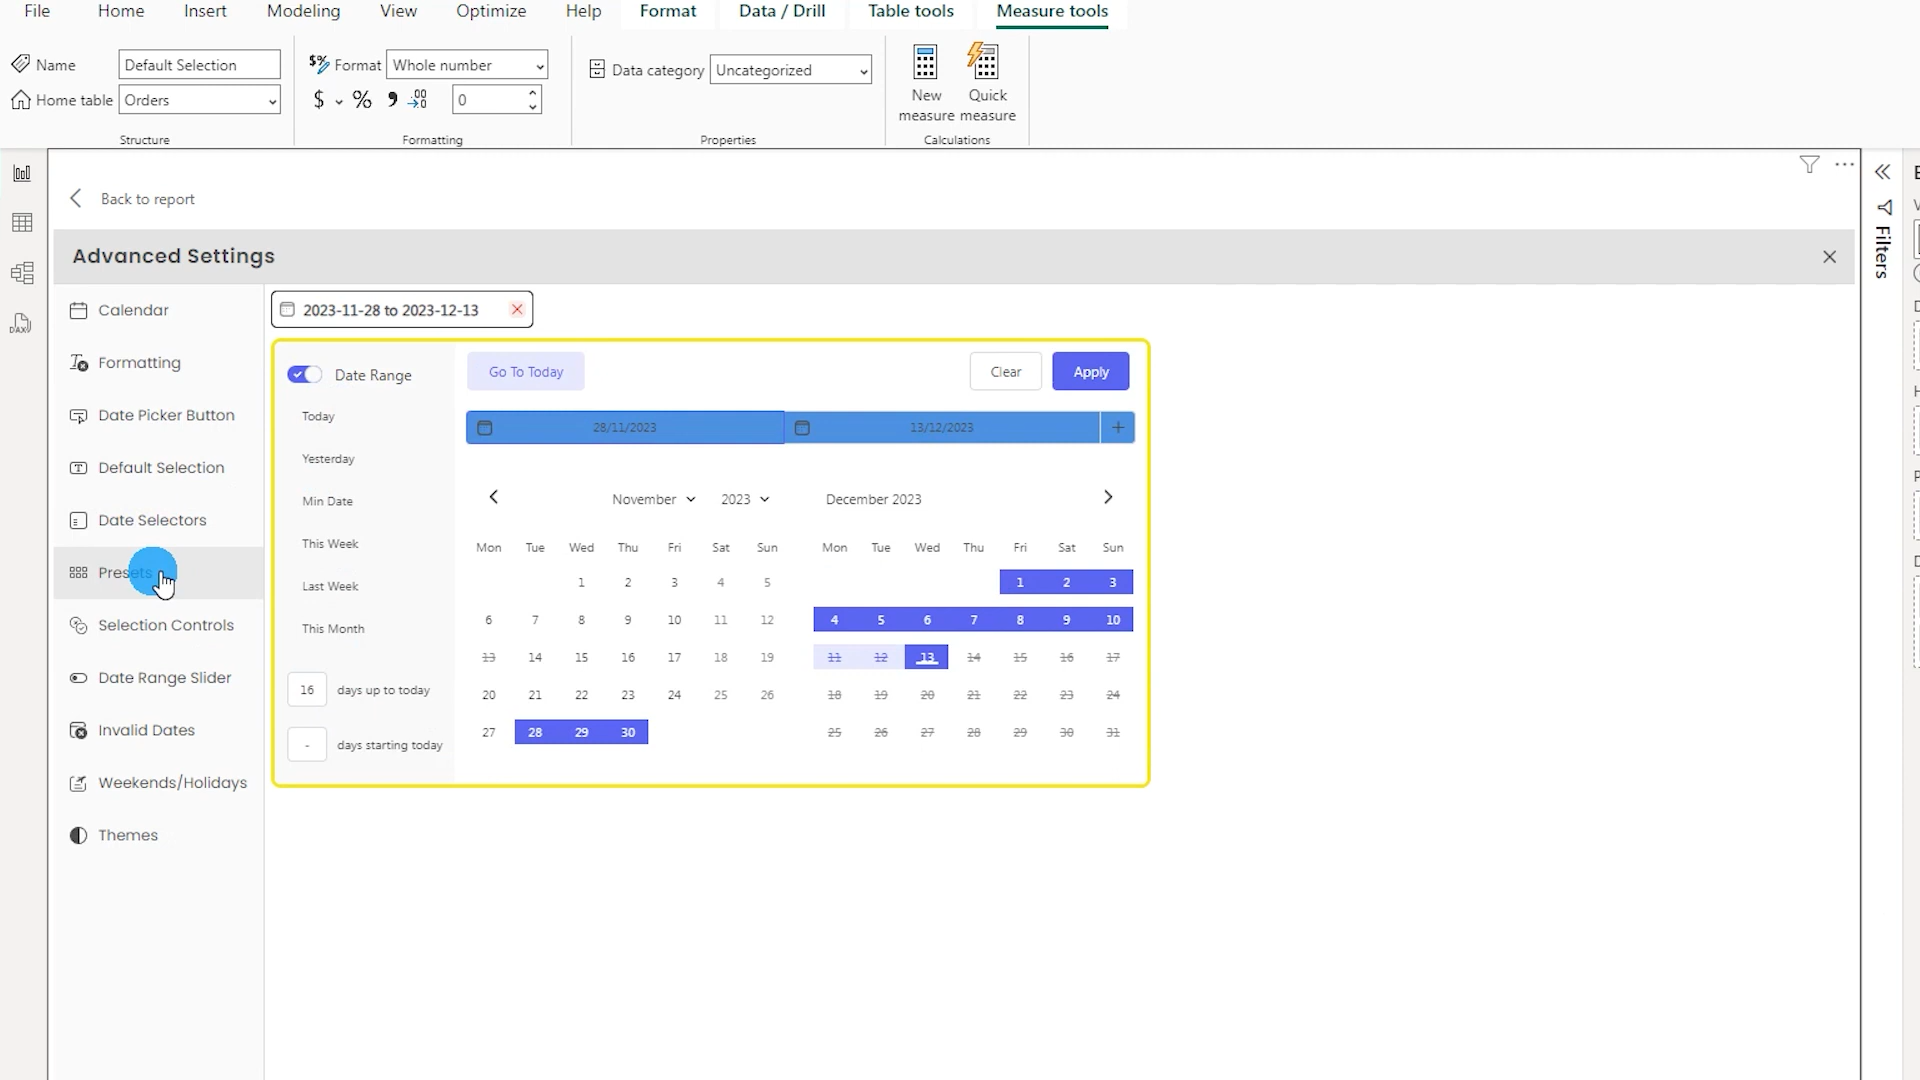 File Home Insert Modeling View Optimize Help Format Data / Drill Table tools Measure tools
Name Default Selection
Home table Orders
Structure
$% Format Whole number
$ % 9 .00 0
Formatting
Data category Uncategorized
Properties
New measure
Quick measure
Calculations
Back to report
Advanced Settings
Filters
Calendar
Formatting
Date Picker Button
Default Selection
Date Selectors
Presets
Selection Controls
Date Range Slider
Invalid Dates
Weekends/Holidays
Themes
DAX
2023-11-28 to 2023-12-13
Date Range
Today
Yesterday
Min Date
This Week
Last Week
This Month
16 days up to today
- days starting today
Go To Today Clear Apply
28/11/2023 13/12/2023 +
November 2023
Mon Tue Wed Thu Fri Sat Sun
1 2 3 4 5
6 7 8 9 10 11 12
13 14 15 16 17 18 19
20 21 22 23 24 25 26
27 28 29 30
December 2023
Mon Tue Wed Thu Fri Sat Sun
1 2 3
4 5 6 7 8 9 10
11 12 13 14 15 16 17
18 19 20 21 22 23 24
25 26 27 28 29 30 31